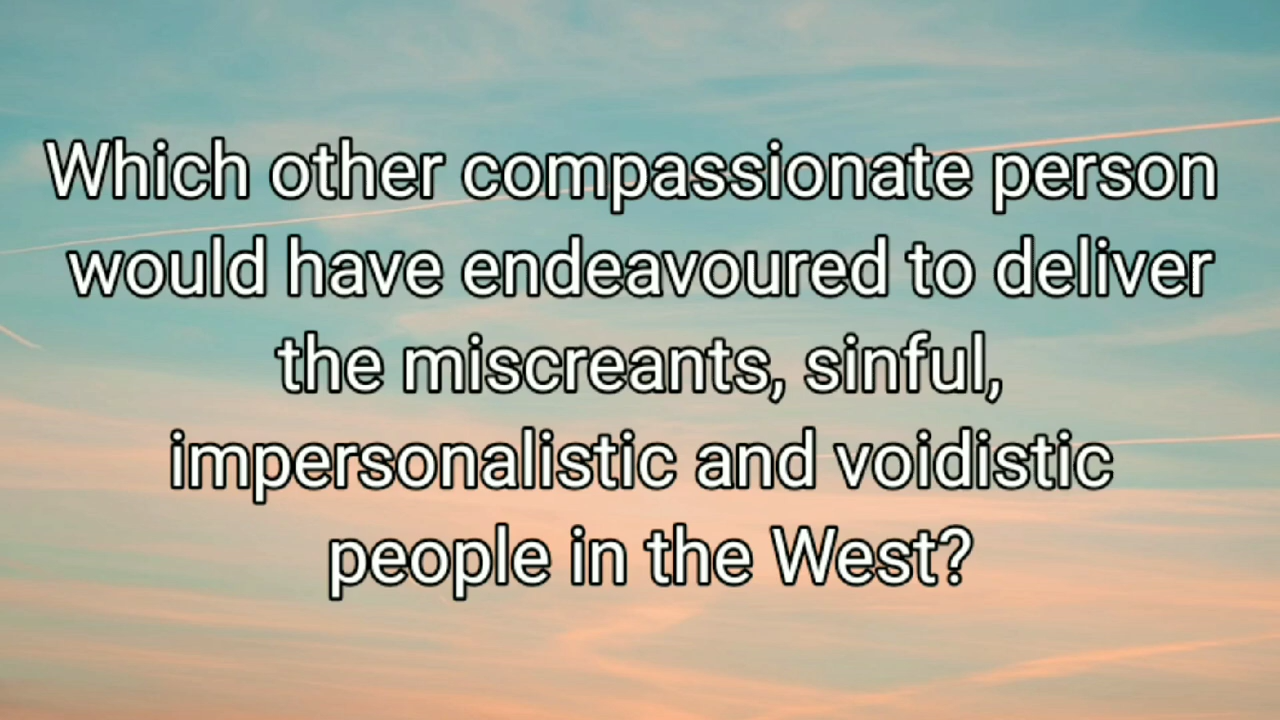 Which other compassionate person
would have endeavoured to deliver
the miscreants, sinful,
impersonalistic and voidistic
people in the West?